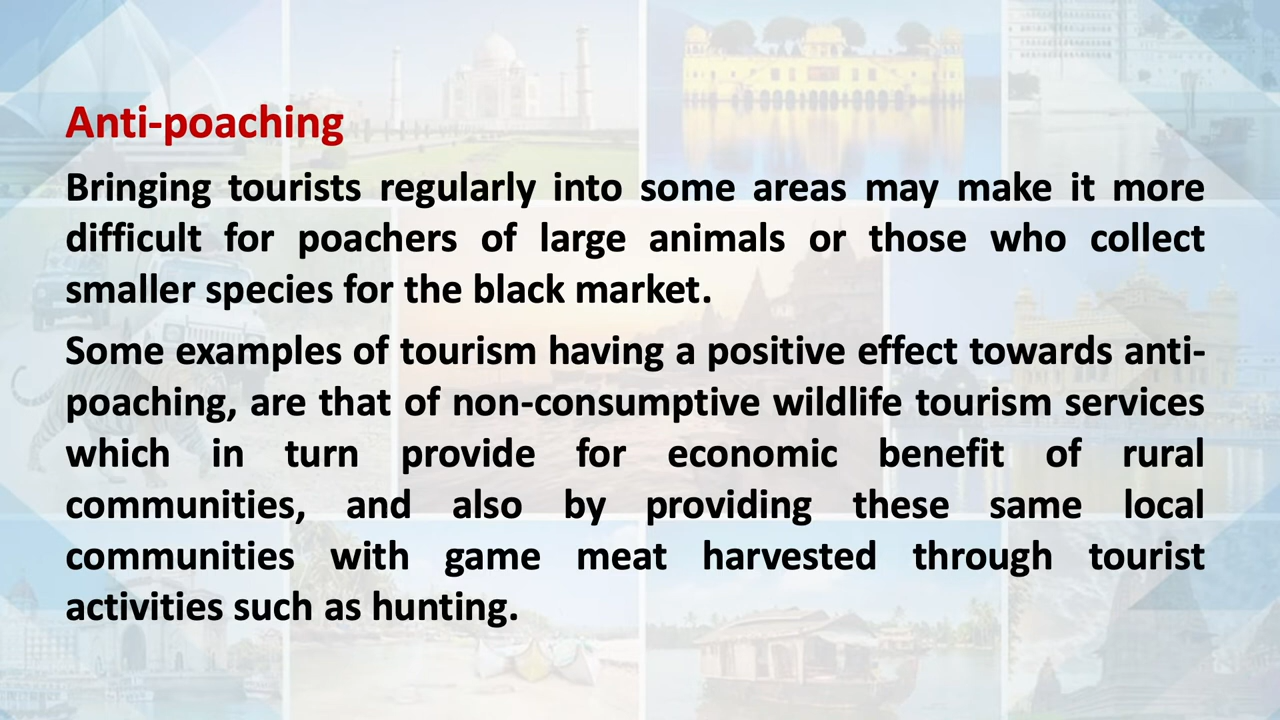 Anti-poaching
Bringing tourists regularly into some areas may make it more
difficult for poachers of large animals or those who collect
smaller species for the black market.
Some examples of tourism having a positive effect towards anti-
poaching, are that of non-consumptive wildlife tourism services
which in turn provide for economic benefit of rural
communities, and also by providing these same local
communities with game meat harvested through tourist
activities such as hunting.